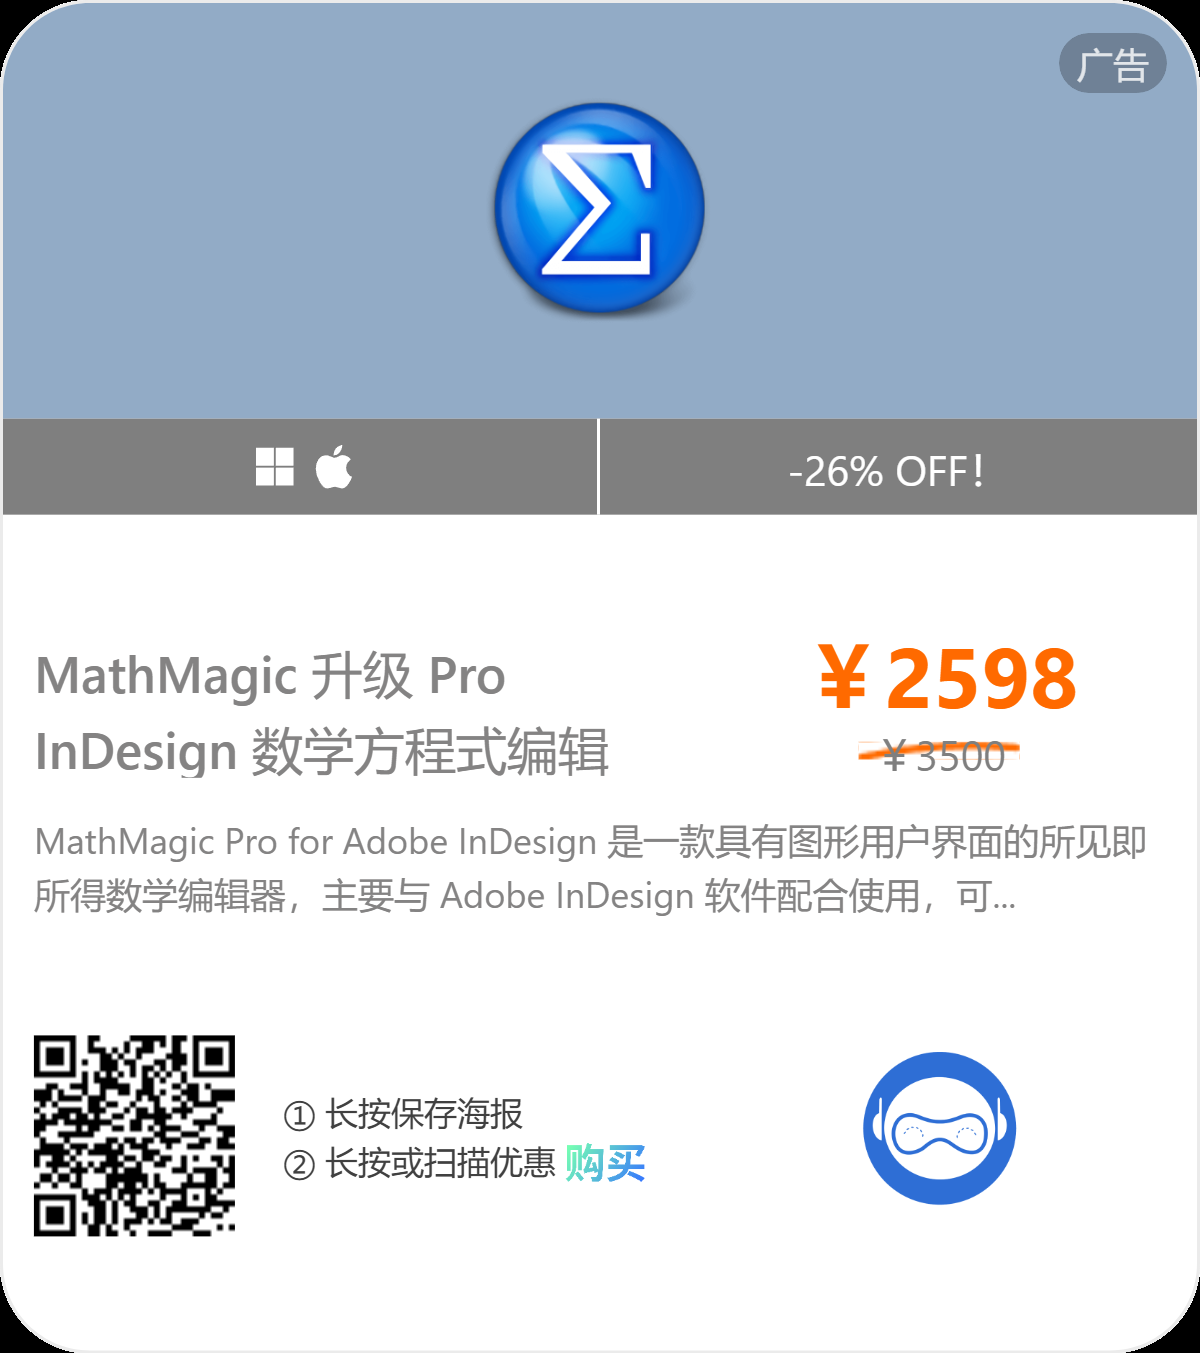 广告
Σ
-26% OFF!
MathMagic 升级 Pro
InDesign 数学方程式编辑
¥2598
¥3500
MathMagic Pro for Adobe InDesign 是一款具有图形用户界面的所见即
所得数学编辑器，主要与 Adobe InDesign 软件配合使用，可...
① 长按保存海报
② 长按或扫描优惠 购买